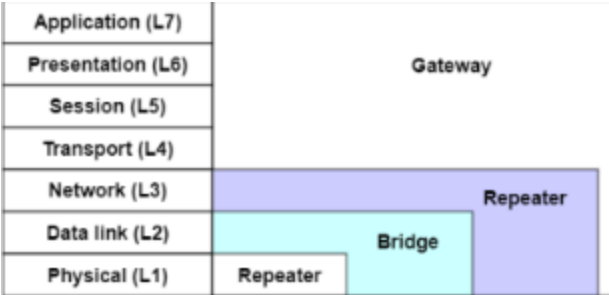 Application (L7)
Presentation (L6)
Gateway
Session (L5)
Transport (L4)
Network (L3)
Repeater
Data link (L2)
Bridge
Physical (L1)
Repeater